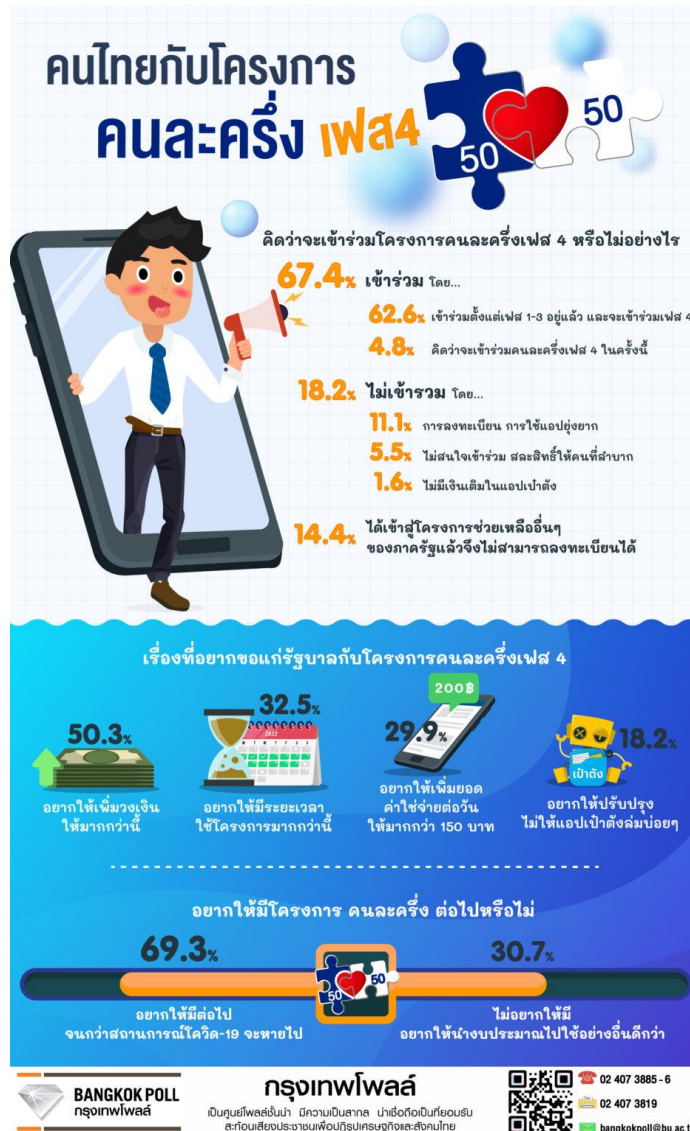 คนไทยกับโครงการ
คนละครึ่ง เฟส4
50
50
คิดว่าจะเข้าร่วมโครงการคนละครึ่งเฟส 4 หรือไม่อย่างไร
67.4% เข้าร่วม โดย...
62.6% เข้าร่วมตั้งแต่เฟส 1-3 อยู่แล้ว และจะเข้าร่วมเฟส 4
4.8% คิดว่าจะเข้าร่วมคนละครึ่งเฟส 4 ในครั้งนี้
18.2% ไม่เข้ารวม โดย...
11.1% การลงทะเบียน การใช้แอปยุ่งยาก
5.5% ไม่สนใจเข้าร่วม สละสิทธิ์ให้คนที่ลำบาก
1.6% ไม่มีเงินเติมในแอปเป๋าตัง
14.4% ได้เข้าสู่โครงการช่วยเหลืออื่นๆ
ของภาครัฐแล้วจึงไม่สามารถลงทะเบียนได้
เรื่องที่อยากขอแก่รัฐบาลกับโครงการคนละครึ่งเฟส 4
50.3%
อยากให้เพิ่มวงเงิน
ให้มากกว่านี้
32.5%
2022
อยากให้มีระยะเวลา
ใช้โครงการมากกว่านี้
200฿
29.9%
อยากให้เพิ่มยอด
ค่าใช้จ่ายต่อวัน
ให้มากกว่า 150 บาท
18.2%
เป๋าตัง
อยากให้ปรับปรุง
ไม่ให้แอปเป๋าตังล่มบ่อยๆ
อยากให้มีโครงการ คนละครึ่ง ต่อไปหรือไม่
69.3%
30.7%
50
50
อยากให้มีต่อไป
จนกว่าสถานการณ์โควิด-19 จะหายไป
ไม่อยากให้มี
อยากให้นำงบประมาณไปใช้อย่างอื่นดีกว่า
BANGKOK POLL
กรุงเทพโพลล์
กรุงเทพโพลล์
เป็นศูนย์โพลล์ชั้นนำ มีความเป็นสากล น่าเชื่อถือเป็นที่ยอมรับ
สะท้อนเสียงประชาชนเพื่อปฏิรูปเศรษฐกิจและสังคมไทย
02 407 3885 - 6
02 407 3819
bangkokpoll@bu.ac.t